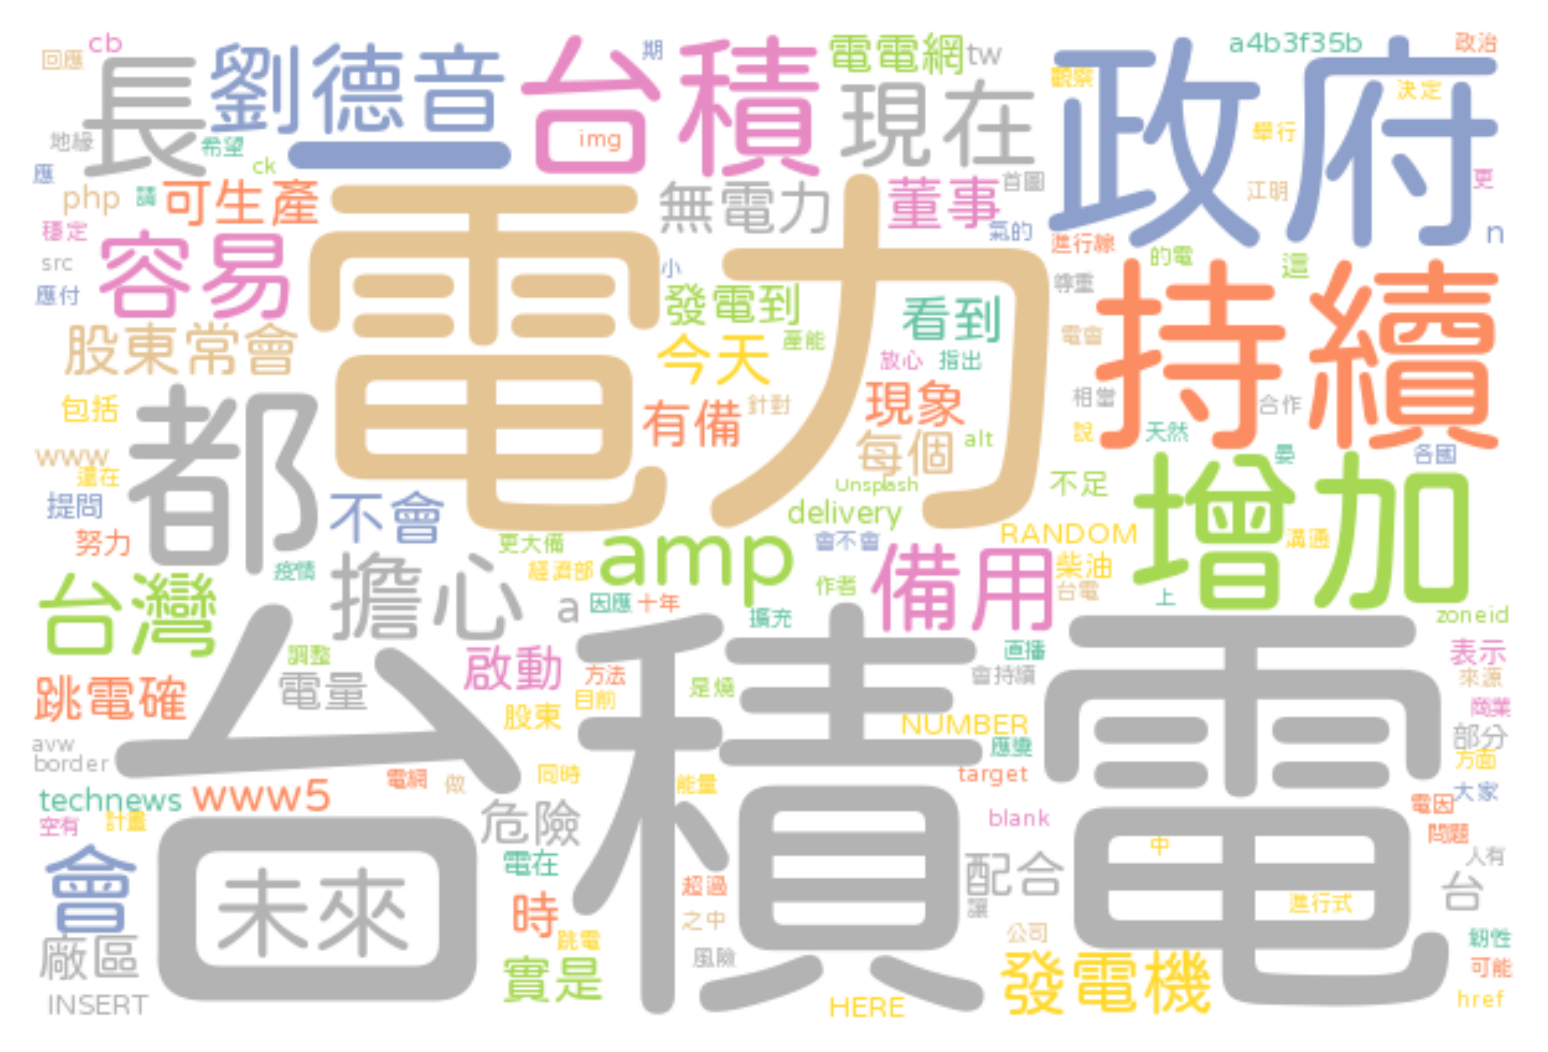 回應
cb
長
劉德音
一
台積
img
期
電電網
tw
現在
政府
a4b3f35b
政治
觀察
決定
舉行
地緣
希望
ck
應
php
請
可生產
無電力
董事
首圖
江明
更
穩定
容易
電力
氣的
進行線
的電
這
n
src
應付
小
發電到
看到
尊重
持續
股東常會
今天
產能
放心
指出
電會
包括
都
有備
針對
現象
相當
合作
www
還在
每個
alt
說
天然
晏
各國
提問
不會
Unsplash
delivery
不足
增加
努力
更大備
amp
會不會
RANDOM
溝通
疫情
擔心
經濟部
備用
柴油
台灣
a
因應
十年
作者
台電
上
擴充
zoneid
台積電
調整
啟動
方法
直播
表示
跳電確
電量
是燒
會持續
來源
股東
目前
NUMBER
商業
avw
應變
部分
border
電網
做
同時
能量
target
方面
technews
www5
電因
大家
空有
計畫
危險
blank
問題
會
未來
電在
中
人有
超過
配合
台
時
之中
讓
進行式
廠區
跳電
公司
韌性
實是
風險
發電機
可能
INSERT
HERE
href